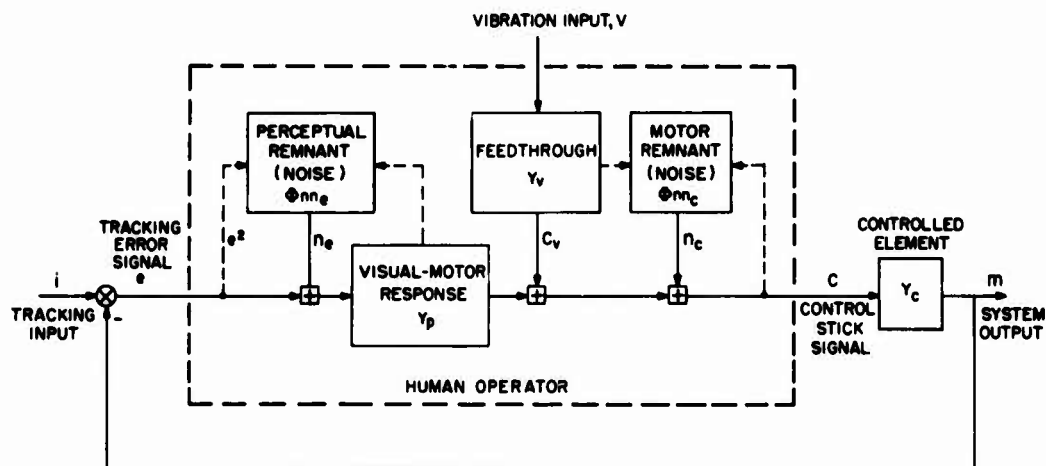 VIBRATION INPUT, V
PERCEPTUAL
REMNANT
(NOISE)
Φnne
FEEDTHROUGH
Yv
MOTOR
REMNANT
(NOISE)
Φnnc
TRACKING
ERROR
SIGNAL
e
e²
ne
Cv
nc
CONTROLLED
ELEMENT
i
VISUAL-MOTOR
RESPONSE
Yp
C
Yc
m
TRACKING
INPUT
-
CONTROL
STICK
SIGNAL
SYSTEM
OUTPUT
HUMAN OPERATOR